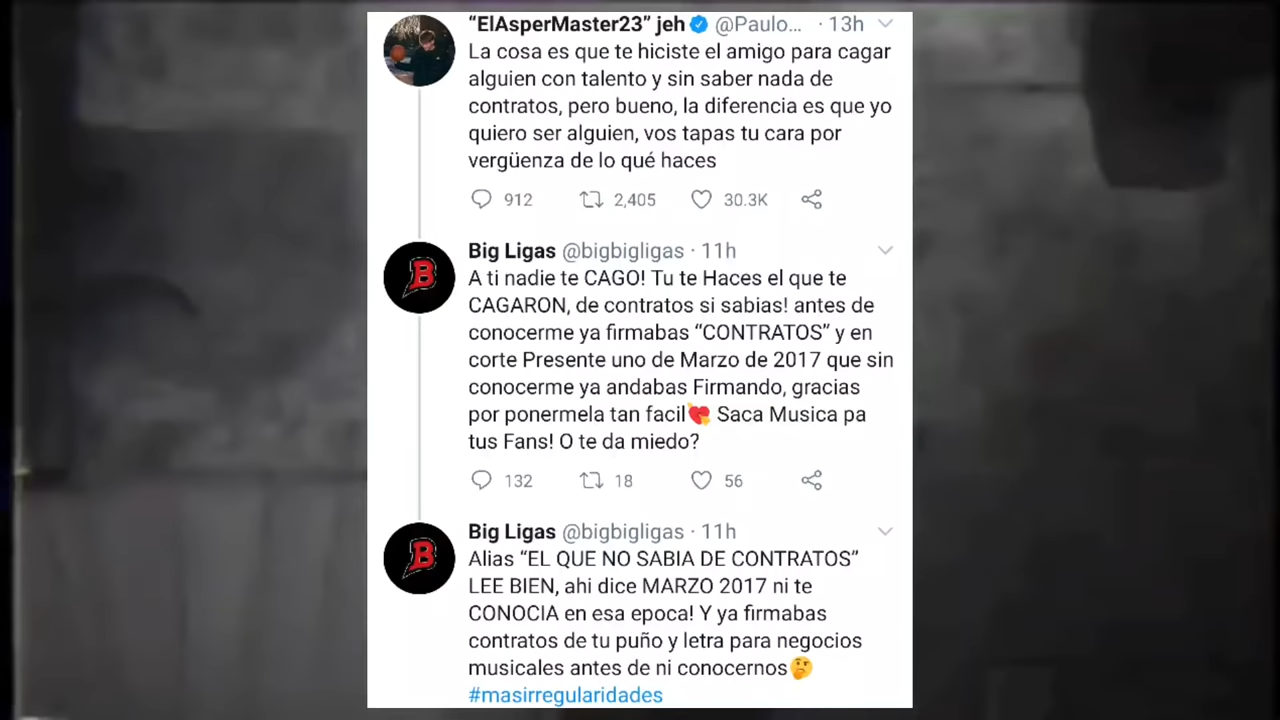 “ElAsperMaster23” jeh @Paulo... · 13h
La cosa es que te hiciste el amigo para cagar
alguien con talento y sin saber nada de
contratos, pero bueno, la diferencia es que yo
quiero ser alguien, vos tapas tu cara por
vergüenza de lo qué haces
912 2,405 30.3K
Big Ligas @bigbigligas · 11h
A ti nadie te CAGO! Tu te Haces el que te
CAGARON, de contratos si sabias! antes de
conocerme ya firmabas “CONTRATOS” y en
corte Presente uno de Marzo de 2017 que sin
conocerme ya andabas Firmando, gracias
por ponermela tan facil💘 Saca Musica pa
tus Fans! O te da miedo?
132 18 56
Big Ligas @bigbigligas · 11h
Alias “EL QUE NO SABIA DE CONTRATOS”
LEE BIEN, ahi dice MARZO 2017 ni te
CONOCIA en esa epoca! Y ya firmabas
contratos de tu puño y letra para negocios
musicales antes de ni conocernos🤔
#masirregularidades